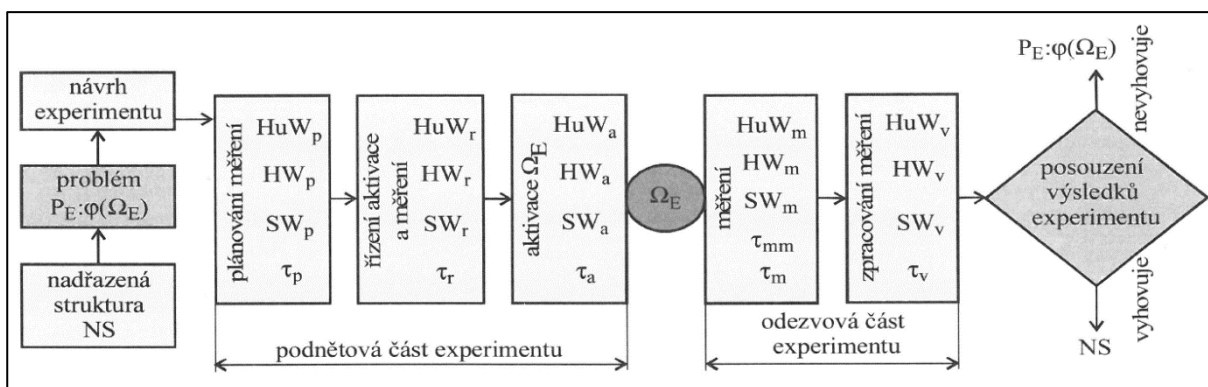 návrh
experimentu
problém
P_E:φ(Ω_E)
nadřazená
struktura
NS
plánování měření
HuW_p
HW_p
SW_p
τ_p
řízení aktivace
a měření
HuW_r
HW_r
SW_r
τ_r
aktivace Ω_E
HuW_a
HW_a
SW_a
τ_a
podnětová část experimentu
Ω_E
měření
HuW_m
HW_m
SW_m
τ_mm
τ_m
zpracování měření
HuW_v
HW_v
SW_v
τ_v
odezvová část
experimentu
P_E:φ(Ω_E)
nevyhovuje
posouzení
výsledků
experimentu
vyhovuje
NS